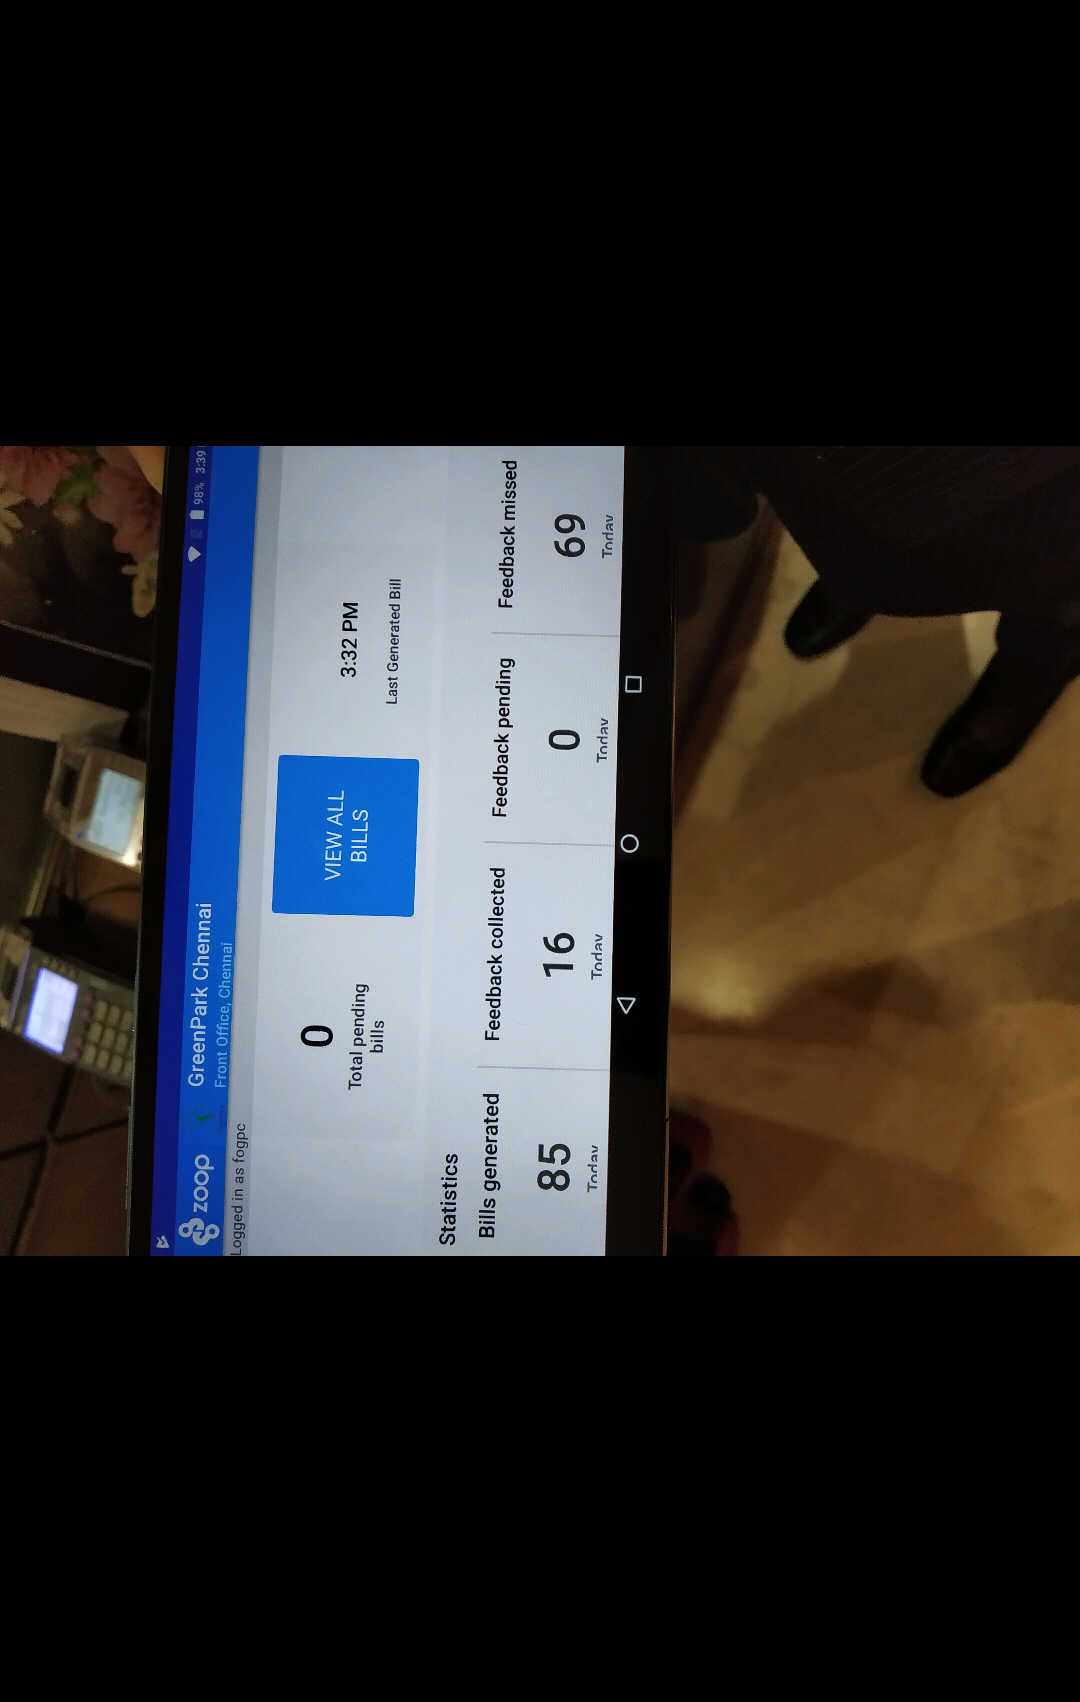 98% 3:39
zoop
GreenPark Chennai
Front Office, Chennai
Logged in as fogpc
0
Total pending
bills
VIEW ALL
BILLS
3:32 PM
Last Generated Bill
Statistics
Bills generated
85
Today
Feedback collected
16
Today
Feedback pending
0
Today
Feedback missed
69
Today